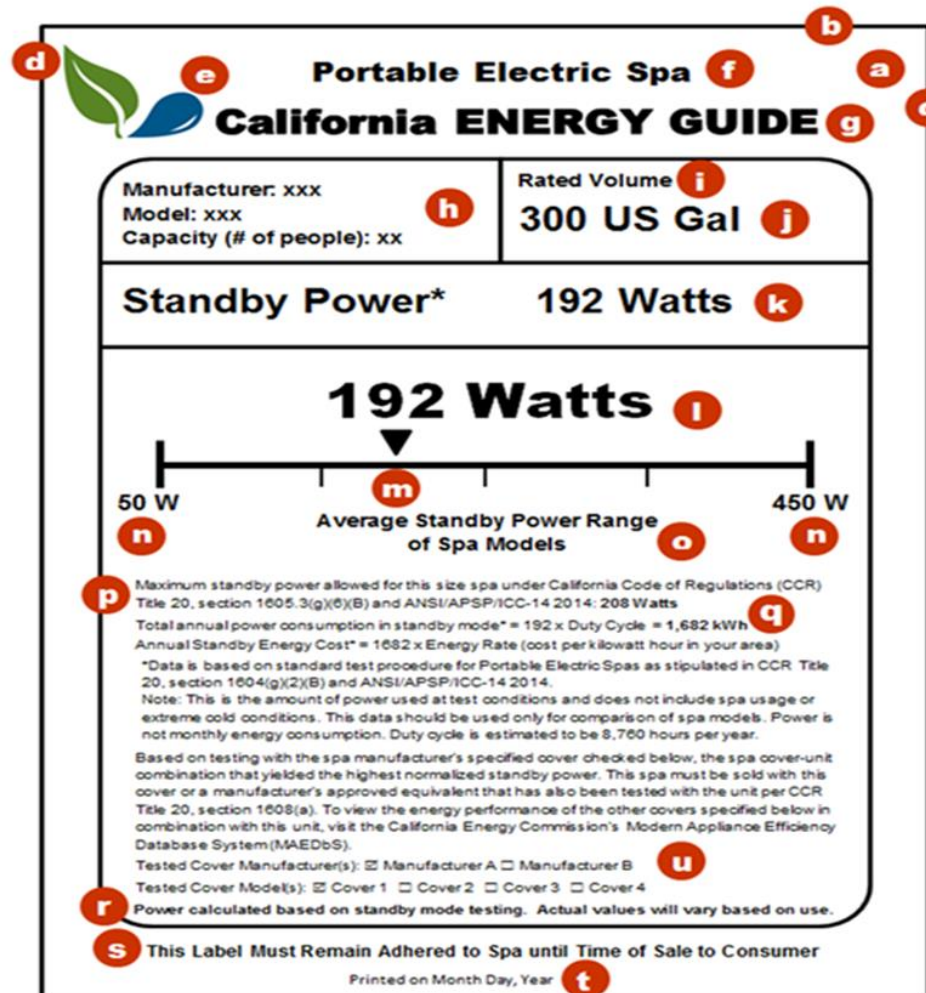 b
d
e
Portable Electric Spa f a
California ENERGY GUIDE g
Manufacturer: xxx
Model: xxx
Capacity (# of people): xx
h
Rated Volume i
300 US Gal j
Standby Power* 192 Watts k
192 Watts l
m
50 W 450 W
n n
Average Standby Power Range
of Spa Models o
p Maximum standby power allowed for this size spa under California Code of Regulations (CCR)
Title 20, section 1605.3(g)(6)(B) and ANSI/APSP/ICC-14 2014: 208 Watts
Total annual power consumption in standby mode* = 192 x Duty Cycle = 1,682 kWh q
Annual Standby Energy Cost* = 1682 x Energy Rate (cost per kilowatt hour in your area)
*Data is based on standard test procedure for Portable Electric Spas as stipulated in CCR Title
20, section 1604(g)(2)(B) and ANSI/APSP/ICC-14 2014.
Note: This is the amount of power used at test conditions and does not include spa usage or
extreme cold conditions. This data should be used only for comparison of spa models. Power is
not monthly energy consumption. Duty cycle is estimated to be 8,760 hours per year.
Based on testing with the spa manufacturer's specified cover checked below, the spa cover-unit
combination that yielded the highest normalized standby power. This spa must be sold with this
cover or a manufacturer's approved equivalent that has also been tested with the unit per CCR
Title 20, section 1608(a). To view the energy performance of the other covers specified below in
combination with this unit, visit the California Energy Commission's Modern Appliance Efficiency
Database System (MAEDbS).
Tested Cover Manufacturer(s): ☑ Manufacturer A ☐ Manufacturer B u
Tested Cover Model(s): ☑ Cover 1 ☐ Cover 2 ☐ Cover 3 ☐ Cover 4
r Power calculated based on standby mode testing. Actual values will vary based on use.
s This Label Must Remain Adhered to Spa until Time of Sale to Consumer
Printed on Month Day, Year t